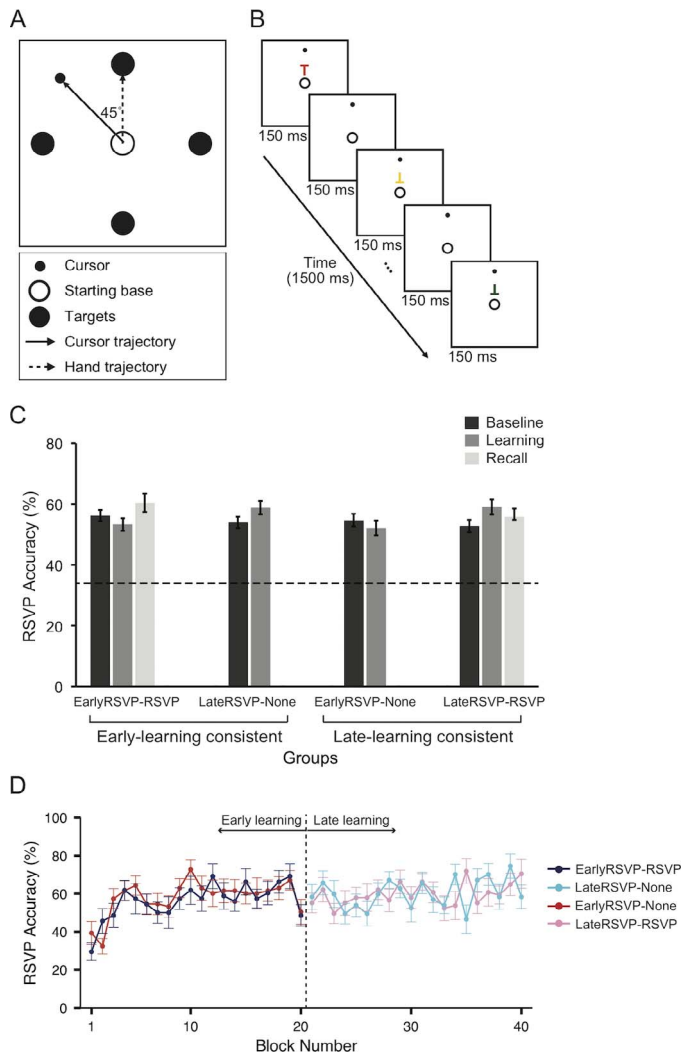 A
45°
Cursor
Starting base
Targets
Cursor trajectory
Hand trajectory
B
150 ms
150 ms
150 ms
150 ms
150 ms
Time
(1500 ms)
C
RSVP Accuracy (%)
80
60
40
20
0
Baseline
Learning
Recall
EarlyRSVP-RSVP
LateRSVP-None
EarlyRSVP-None
LateRSVP-RSVP
Early-learning consistent
Late-learning consistent
Groups
D
RSVP Accuracy (%)
100
80
60
40
20
0
Early learning
Late learning
EarlyRSVP-RSVP
LateRSVP-None
EarlyRSVP-None
LateRSVP-RSVP
1
10
20
30
40
Block Number